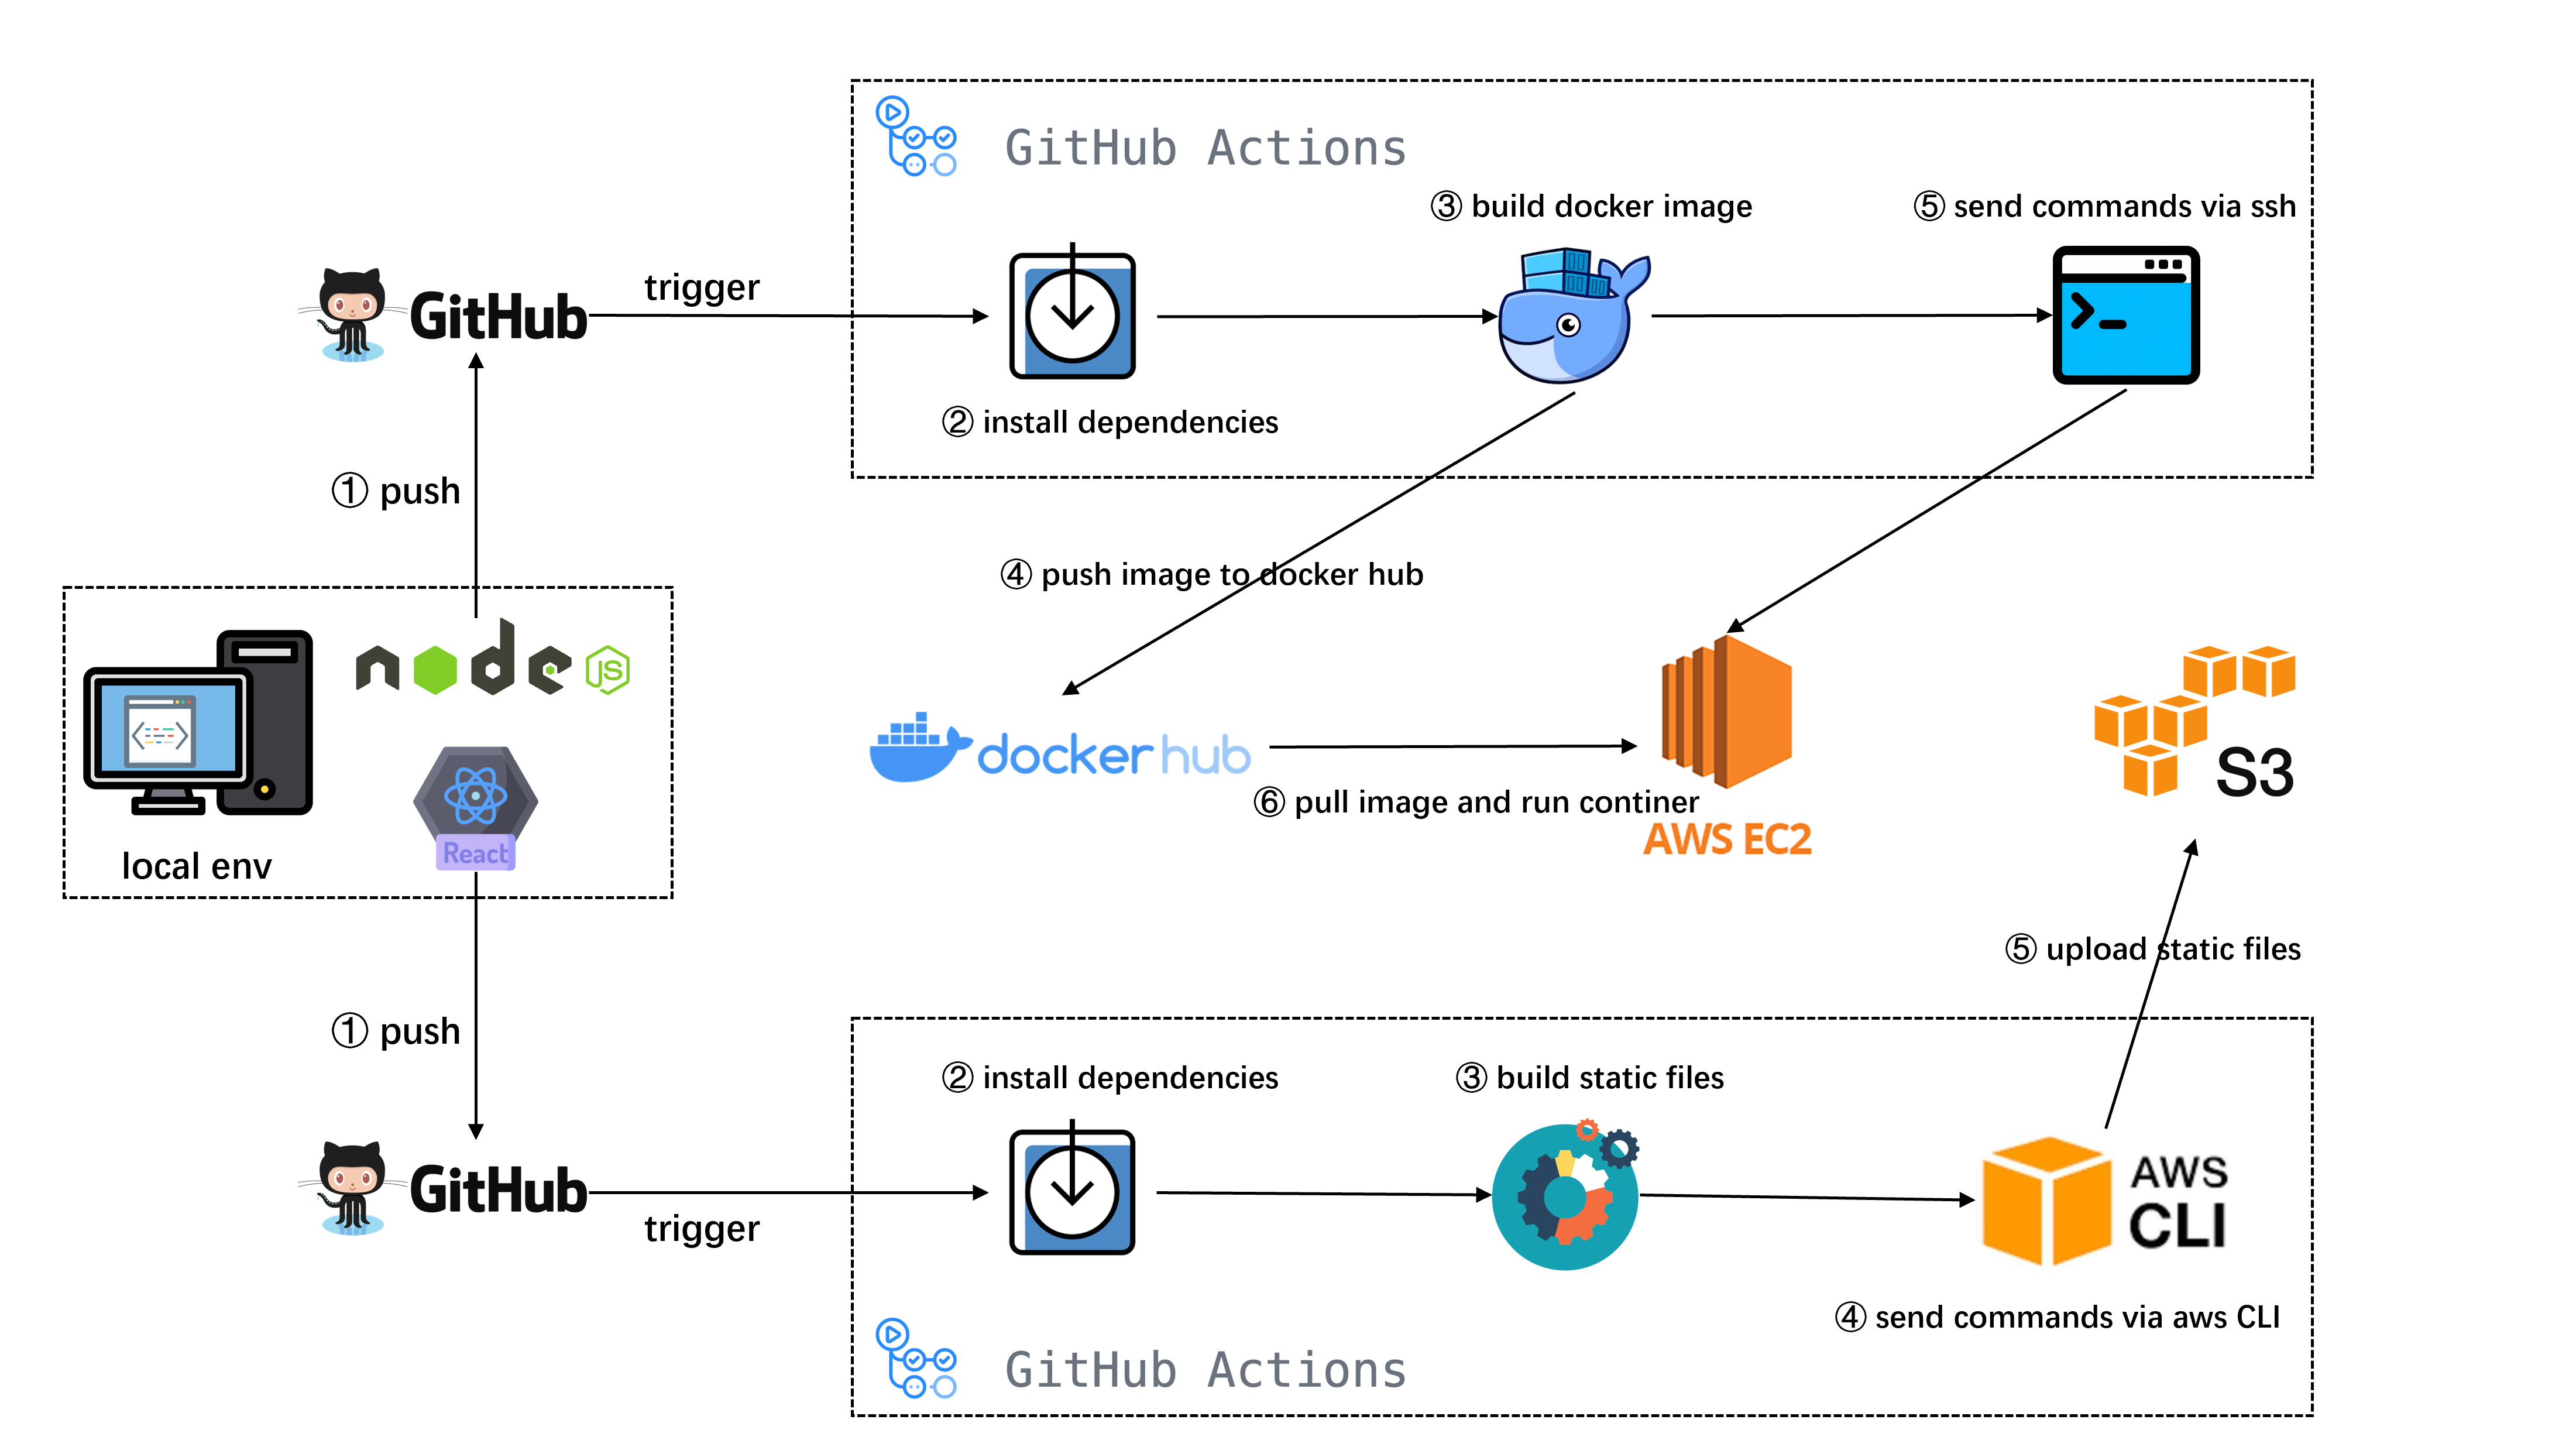 GitHub Actions
③ build docker image
⑤ send commands via ssh
GitHub
trigger
② install dependencies
① push
④ push image to docker hub
node JS
React
local env
docker hub
⑥ pull image and run continer
AWS EC2
S3
⑤ upload static files
① push
② install dependencies
③ build static files
GitHub
trigger
AWS
CLI
④ send commands via aws CLI
GitHub Actions